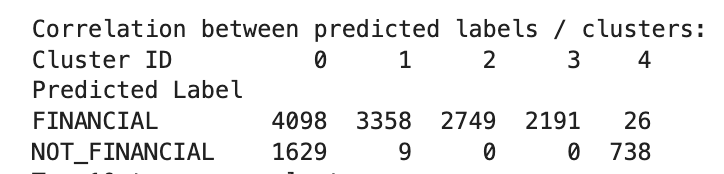 Correlation between predicted labels / clusters:
Cluster ID 0 1 2 3 4
Predicted Label
FINANCIAL 4098 3358 2749 2191 26
NOT_FINANCIAL 1629 9 0 0 738